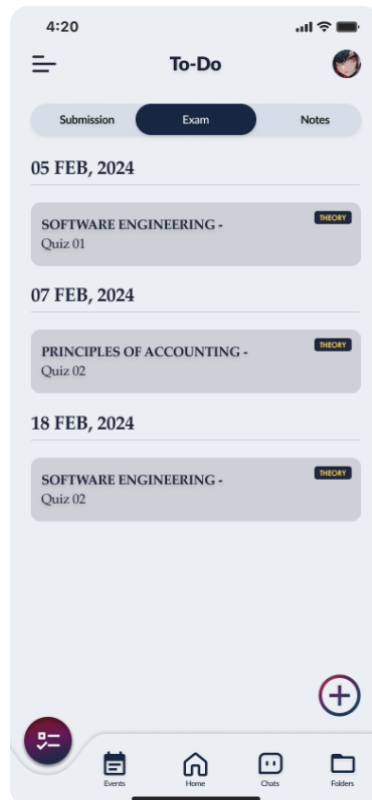 4:20
To-Do
Submission
Exam
Notes
05 FEB, 2024
THEORY
SOFTWARE ENGINEERING -
Quiz 01
07 FEB, 2024
THEORY
PRINCIPLES OF ACCOUNTING -
Quiz 02
18 FEB, 2024
THEORY
SOFTWARE ENGINEERING -
Quiz 02
Events
Home
Chats
Folders